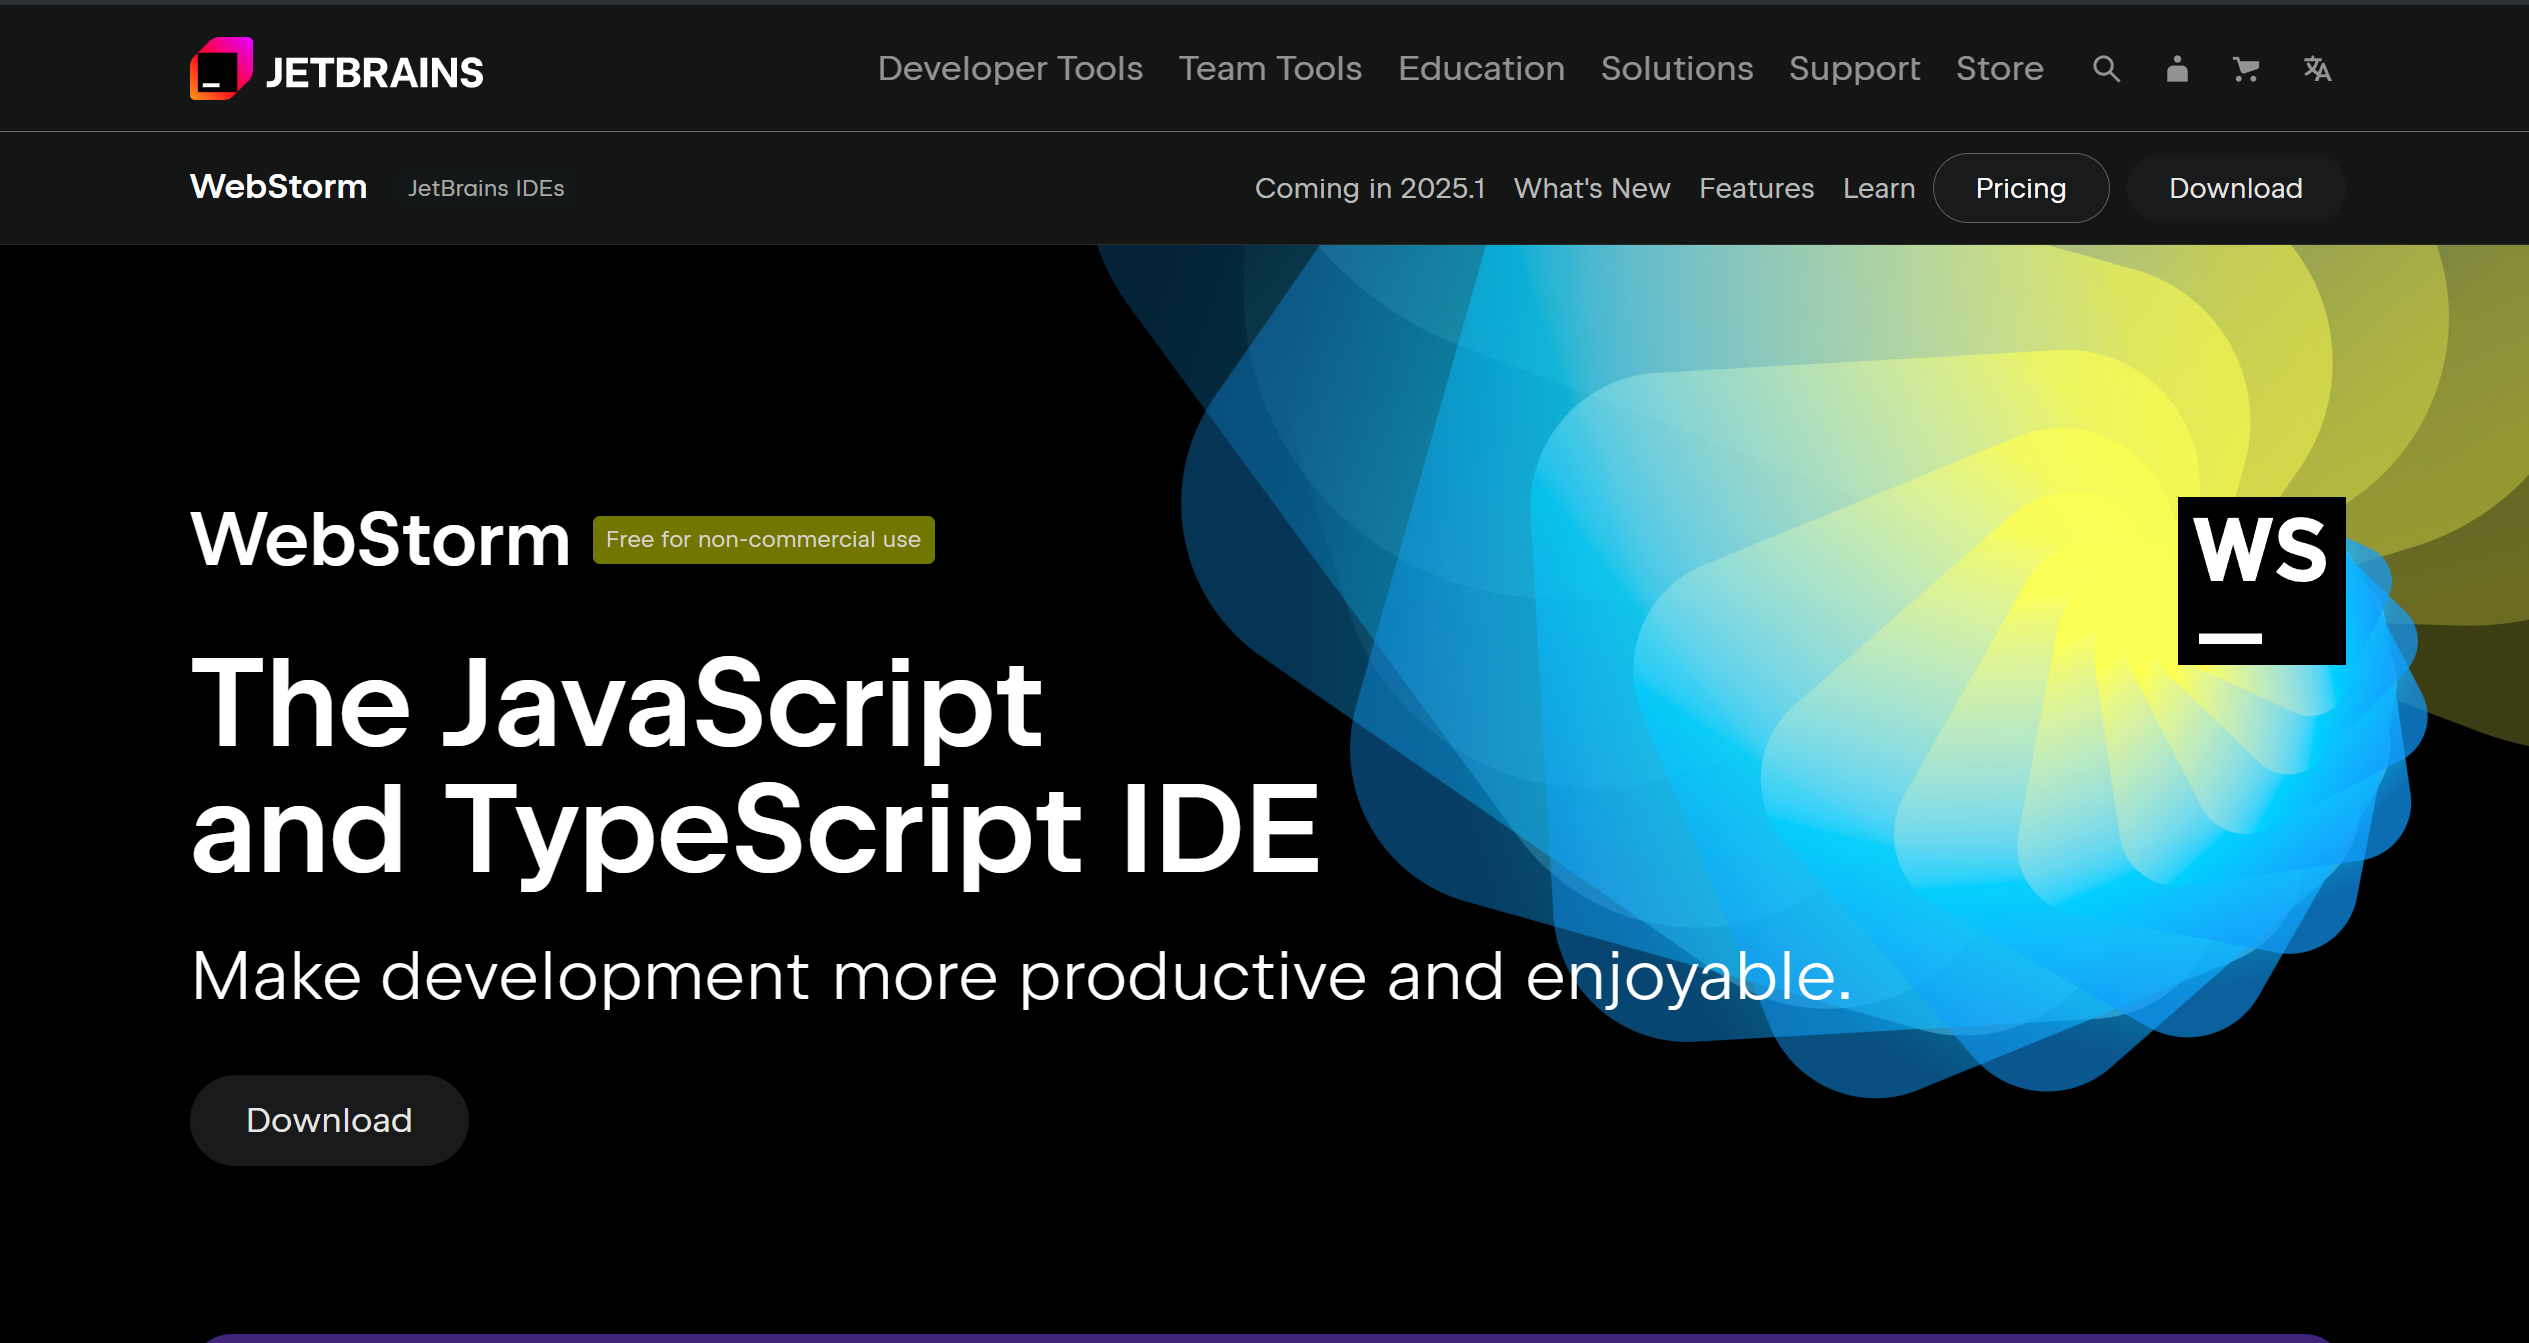 JETBRAINS
Developer Tools Team Tools Education Solutions Support Store
WebStorm JetBrains IDEs
Coming in 2025.1 What's New Features Learn Pricing Download
WebStorm Free for non-commercial use
WS
The JavaScript
and TypeScript IDE
Make development more productive and enjoyable.
Download